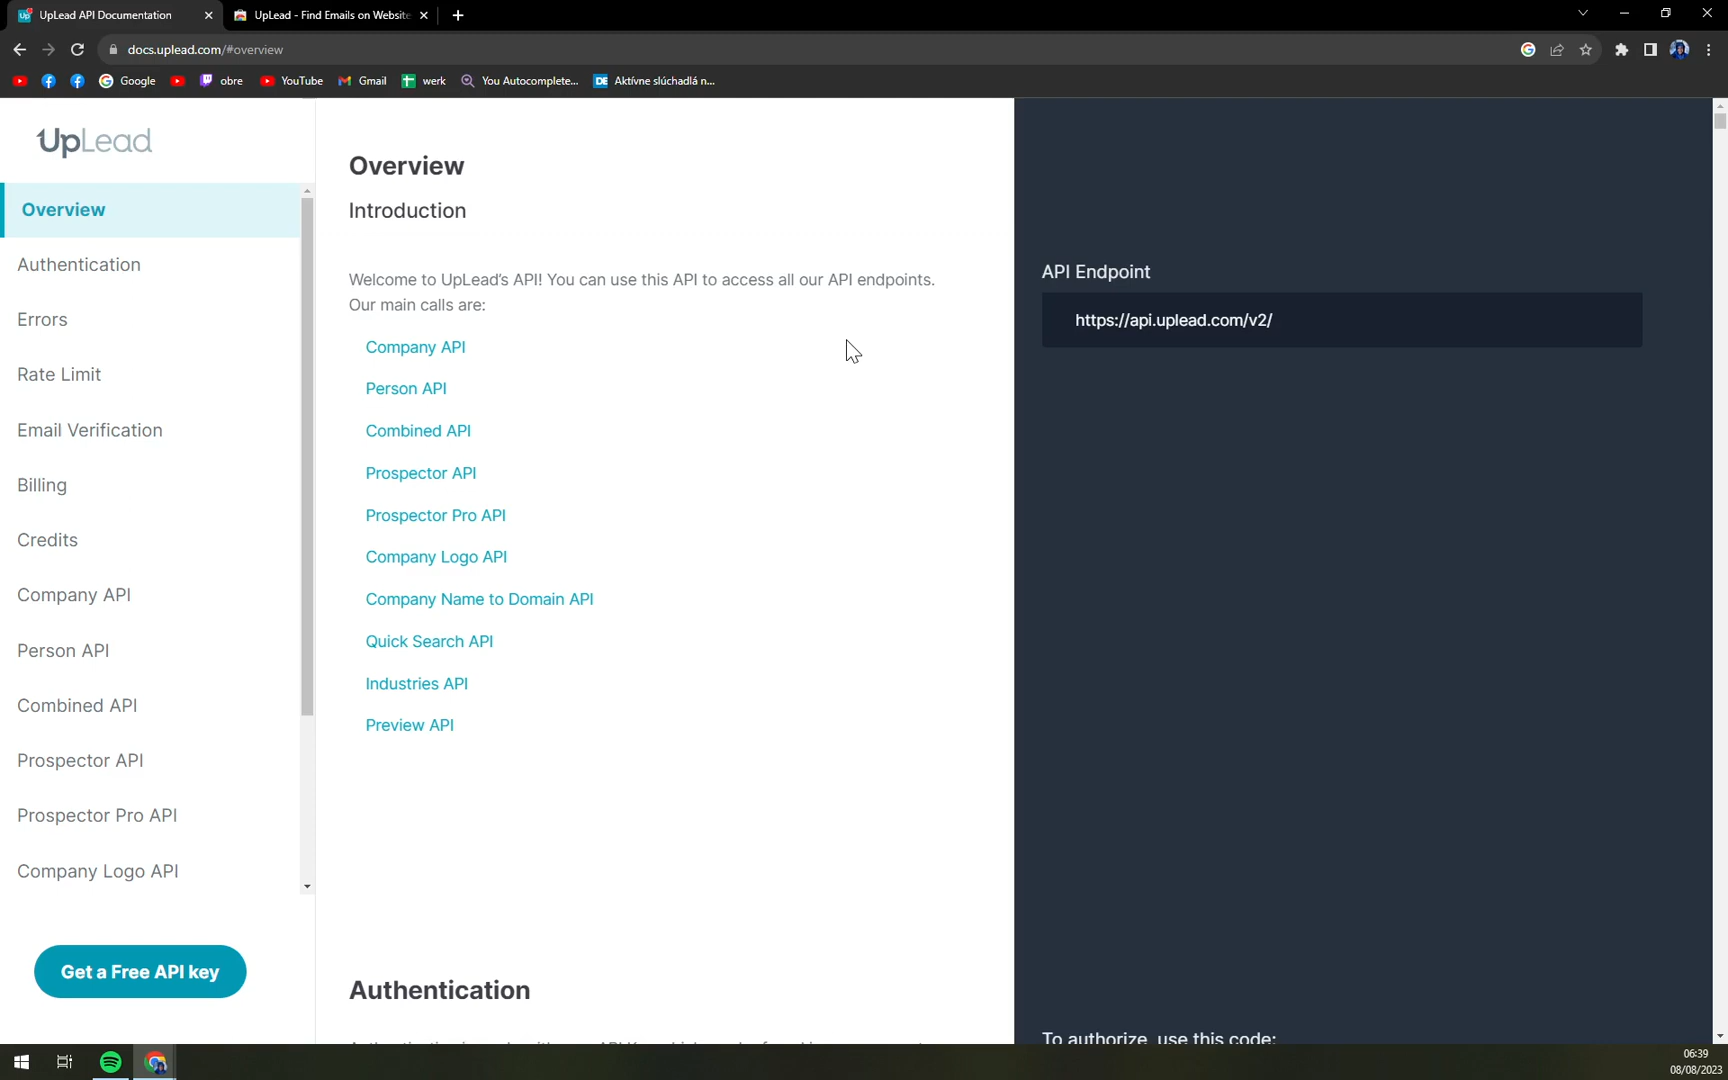 UpLead API Documentation
UpLead - Find Emails on Website
docs.uplead.com/#overview
Google
obre
YouTube
Gmail
werk
You Autocomplete...
DE
Aktívne slúchadlá n...
UpLead
Overview
Authentication
Errors
Rate Limit
Email Verification
Billing
Credits
Company API
Person API
Combined API
Prospector API
Prospector Pro API
Company Logo API
Get a Free API key
Overview
Introduction
Welcome to UpLead's API! You can use this API to access all our API endpoints.
Our main calls are:
Company API
Person API
Combined API
Prospector API
Prospector Pro API
Company Logo API
Company Name to Domain API
Quick Search API
Industries API
Preview API
Authentication
API Endpoint
https://api.uplead.com/v2/
To authorize, use this code:
06:39
08/08/2023